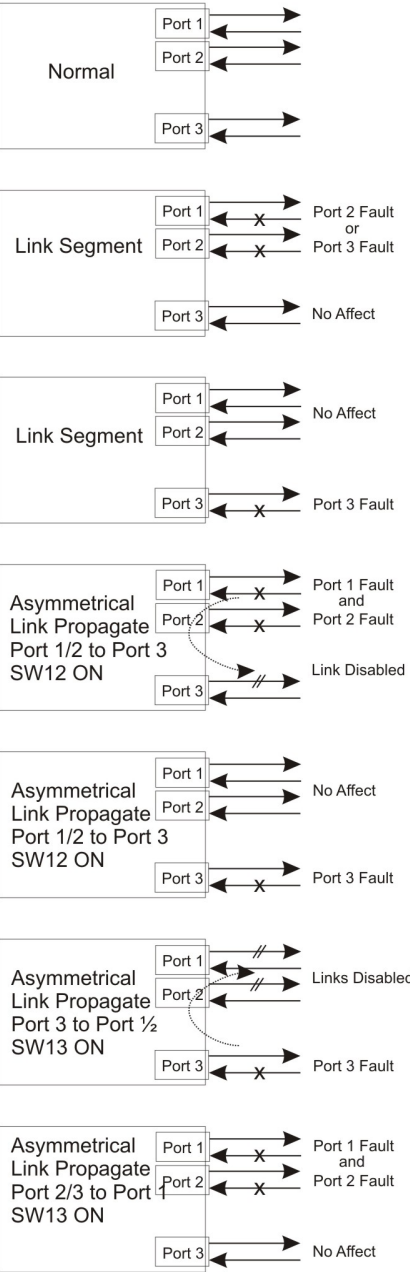 Normal
Port 1
Port 2
Port 3
Link Segment
Port 1
Port 2
Port 3
Port 2 Fault
or
Port 3 Fault
No Affect
Link Segment
Port 1
Port 2
Port 3
No Affect
Port 3 Fault
Asymmetrical
Link Propagate
Port 1/2 to Port 3
SW12 ON
Port 1
Port 2
Port 3
Port 1 Fault
and
Port 2 Fault
Link Disabled
Asymmetrical
Link Propagate
Port 1/2 to Port 3
SW12 ON
Port 1
Port 2
Port 3
No Affect
Port 3 Fault
Asymmetrical
Link Propagate
Port 3 to Port ½
SW13 ON
Port 1
Port 2
Port 3
Links Disabled
Port 3 Fault
Asymmetrical
Link Propagate
Port 2/3 to Port 1
SW13 ON
Port 1
Port 2
Port 3
Port 1 Fault
and
Port 2 Fault
No Affect